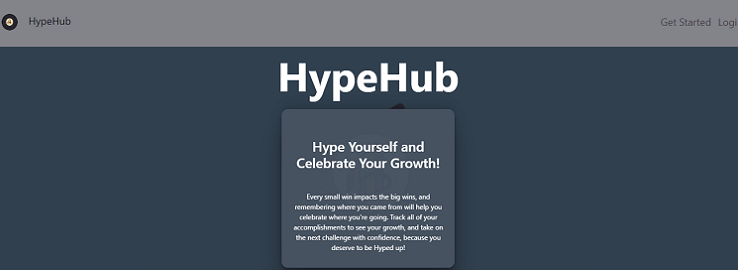 HypeHub
Get Started Logi
HypeHub
Hype Yourself and
Celebrate Your Growth!
Every small win impacts the big wins, and
remembering where you came from will help you
celebrate where you're going. Track all of your
accomplishments to see your growth, and take on
the next challenge with confidence, because you
deserve to be Hyped up!